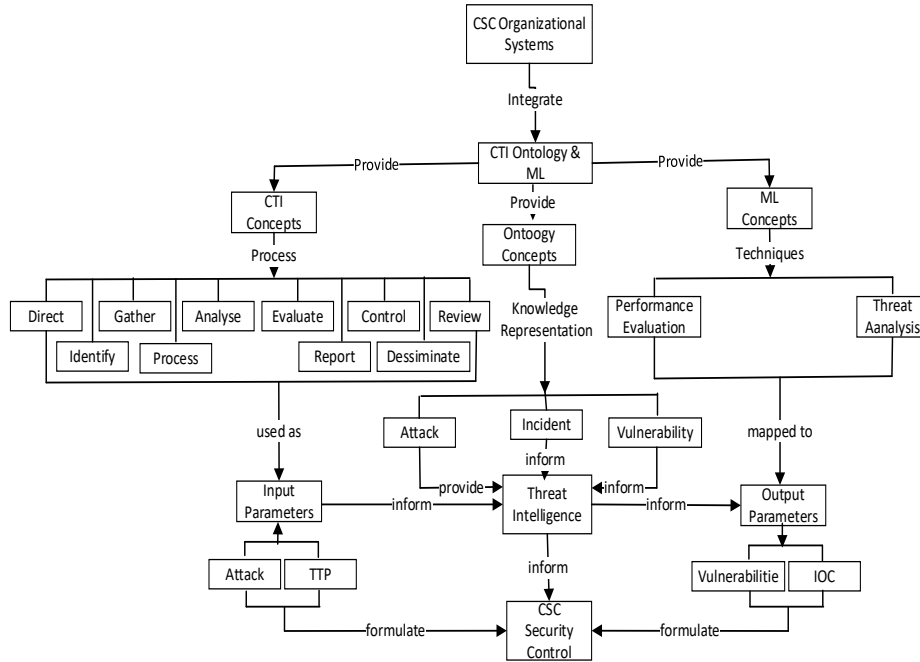 CSC Organizational
Systems
Integrate
CTI Ontology &
ML
Provide
Provide
Provide
CTI
Concepts
Ontoogy
Concepts
ML
Concepts
Process
Techniques
Knowledge
Representation
Direct
Gather
Analyse
Evaluate
Control
Review
Identify
Process
Report
Dessiminate
Performance
Evaluation
Threat
Aanalysis
Attack
Incident
Vulnerability
used as
inform
mapped to
provide
inform
Input
Parameters
inform
Threat
Intelligence
inform
Output
Parameters
Attack
TTP
inform
Vulnerabilitie
IOC
formulate
CSC
Security
Control
formulate